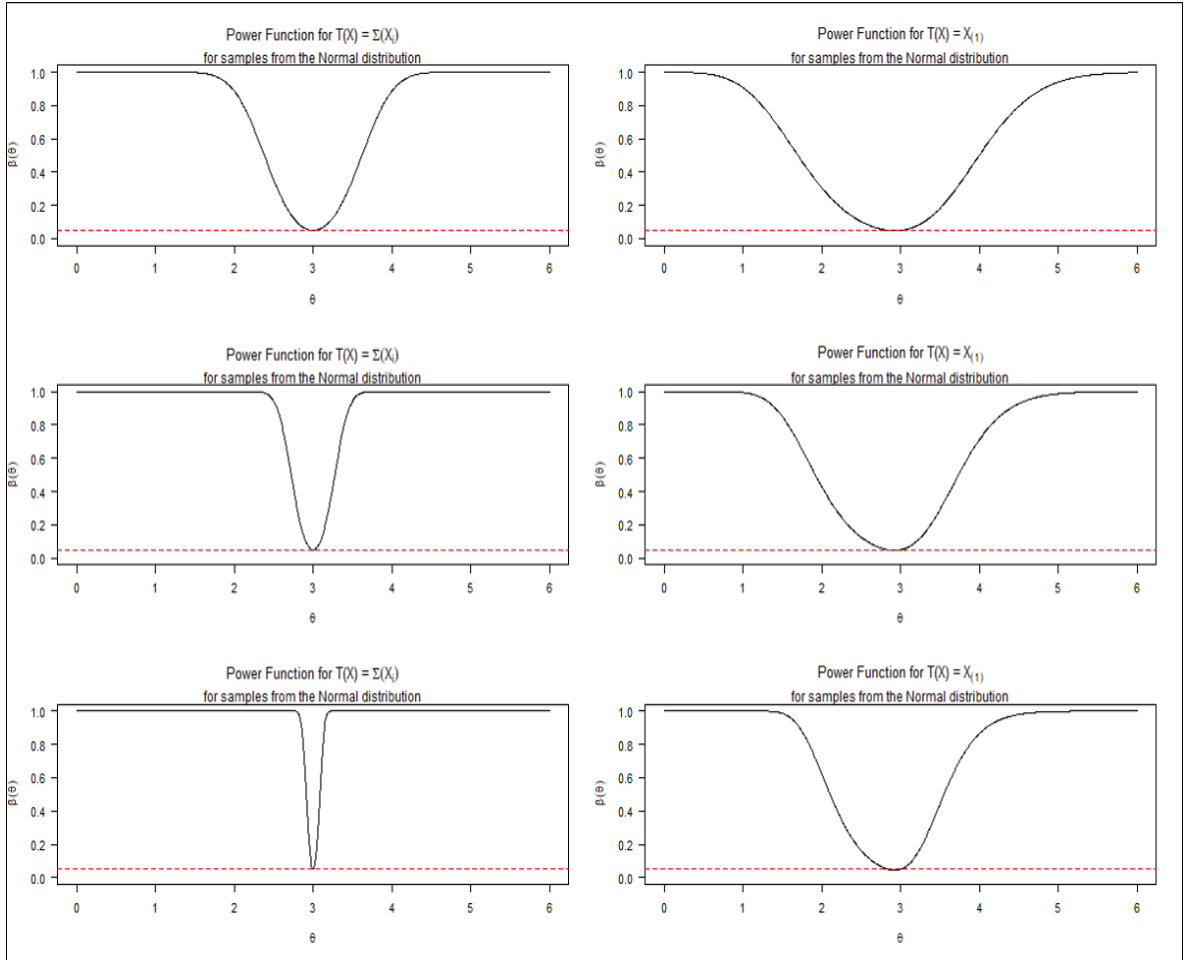 Power Function for T(X) = Σ(Xᵢ)
for samples from the Normal distribution
1.0
0.8
0.6
0.4
0.2
0.0
β(θ)
0 1 2 3 4 5 6
θ
Power Function for T(X) = X₍₁₎
for samples from the Normal distribution
1.0
0.8
0.6
0.4
0.2
0.0
β(θ)
0 1 2 3 4 5 6
θ
Power Function for T(X) = Σ(Xᵢ)
for samples from the Normal distribution
1.0
0.8
0.6
0.4
0.2
0.0
β(θ)
0 1 2 3 4 5 6
θ
Power Function for T(X) = X₍₁₎
for samples from the Normal distribution
1.0
0.8
0.6
0.4
0.2
0.0
β(θ)
0 1 2 3 4 5 6
θ
Power Function for T(X) = Σ(Xᵢ)
for samples from the Normal distribution
1.0
0.8
0.6
0.4
0.2
0.0
β(θ)
0 1 2 3 4 5 6
θ
Power Function for T(X) = X₍₁₎
for samples from the Normal distribution
1.0
0.8
0.6
0.4
0.2
0.0
β(θ)
0 1 2 3 4 5 6
θ